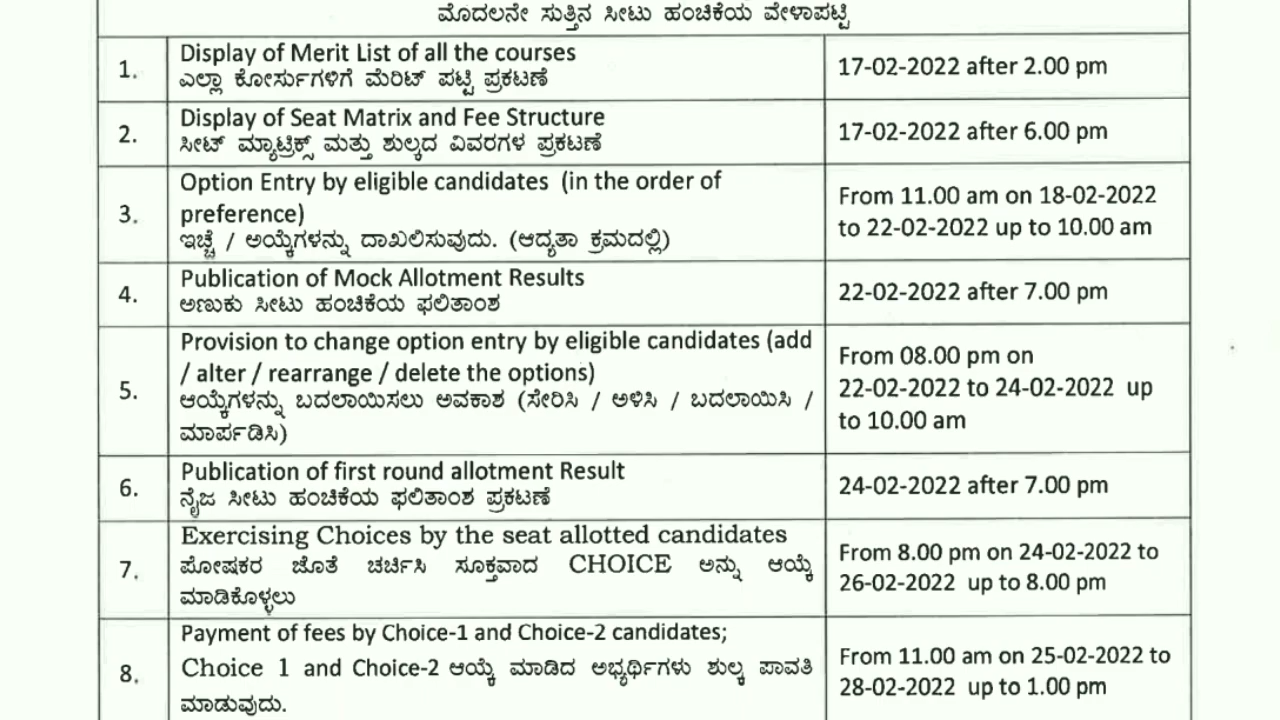 ಮೊದಲನೇ ಸುತ್ತಿನ ಸೀಟು ಹಂಚಿಕೆಯ ವೇಳಾಪಟ್ಟಿ
1.
Display of Merit List of all the courses
ಎಲ್ಲಾ ಕೋರ್ಸುಗಳಿಗೆ ಮೆರಿಟ್ ಪಟ್ಟಿ ಪ್ರಕಟಣೆ
17-02-2022 after 2.00 pm
2.
Display of Seat Matrix and Fee Structure
ಸೀಟ್ ಮ್ಯಾಟ್ರಿಕ್ಸ್ ಮತ್ತು ಶುಲ್ಕದ ವಿವರಗಳ ಪ್ರಕಟಣೆ
17-02-2022 after 6.00 pm
3.
Option Entry by eligible candidates (in the order of
preference)
ಇಚ್ಛೆ / ಆಯ್ಕೆಗಳನ್ನು ದಾಖಲಿಸುವುದು. (ಆದ್ಯತಾ ಕ್ರಮದಲ್ಲಿ)
From 11.00 am on 18-02-2022
to 22-02-2022 up to 10.00 am
4.
Publication of Mock Allotment Results
ಅಣುಕು ಸೀಟು ಹಂಚಿಕೆಯ ಫಲಿತಾಂಶ
22-02-2022 after 7.00 pm
5.
Provision to change option entry by eligible candidates (add
/ alter / rearrange / delete the options)
ಆಯ್ಕೆಗಳನ್ನು ಬದಲಾಯಿಸಲು ಅವಕಾಶ (ಸೇರಿಸಿ / ಅಳಿಸಿ / ಬದಲಾಯಿಸಿ /
ಮಾರ್ಪಡಿಸಿ)
From 08.00 pm on
22-02-2022 to 24-02-2022 up
to 10.00 am
6.
Publication of first round allotment Result
ನೈಜ ಸೀಟು ಹಂಚಿಕೆಯ ಫಲಿತಾಂಶ ಪ್ರಕಟಣೆ
24-02-2022 after 7.00 pm
7.
Exercising Choices by the seat allotted candidates
ಪೋಷಕರ ಜೊತೆ ಚರ್ಚಿಸಿ ಸೂಕ್ತವಾದ CHOICE ಅನ್ನು ಆಯ್ಕೆ
ಮಾಡಿಕೊಳ್ಳಲು
From 8.00 pm on 24-02-2022 to
26-02-2022 up to 8.00 pm
8.
Payment of fees by Choice-1 and Choice-2 candidates;
Choice 1 and Choice-2 ಆಯ್ಕೆ ಮಾಡಿದ ಅಭ್ಯರ್ಥಿಗಳು ಶುಲ್ಕ ಪಾವತಿ
ಮಾಡುವುದು.
From 11.00 am on 25-02-2022 to
28-02-2022 up to 1.00 pm